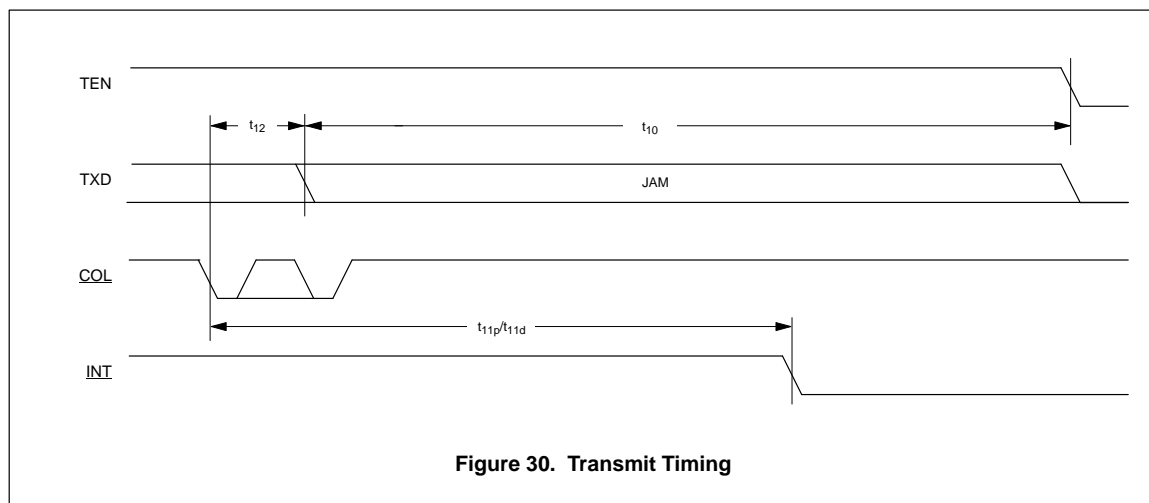 TEN
t12
t10
TXD
JAM
COL
t11p/t11d
INT
Figure 30. Transmit Timing